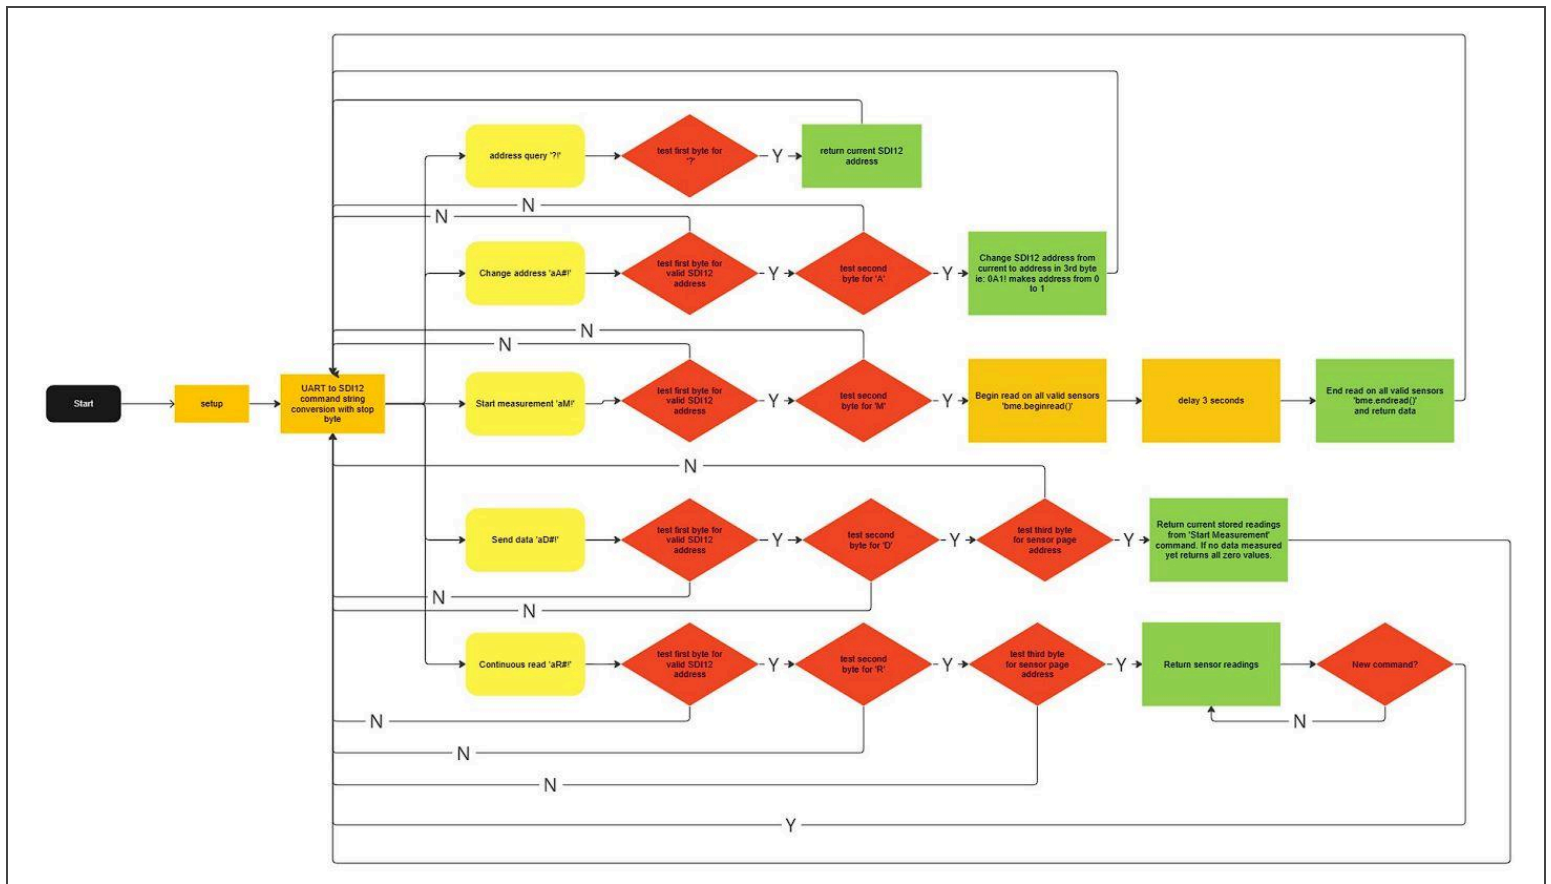 address query '?!'
test first byte for
'?'
Y
return current SDI12
address
N
N
Change address 'aA#!'
test first byte for
valid SDI12
address
Y
test second
byte for 'A'
Y
Change SDI12 address from
current to address in 3rd byte
ie: 0A1! makes address from 0
to 1
N
N
Start
setup
UART to SDI12
command string
conversion with stop
byte
Start measurement 'aM!'
test first byte for
valid SDI12
address
Y
test second
byte for 'M'
Y
Begin read on all valid sensors
'bme.beginread()'
delay 3 seconds
End read on all valid sensors
'bme.endread()'
and return data
N
Send data 'aD#!'
test first byte for
valid SDI12
address
Y
test second
byte for 'D'
Y
test third byte
for sensor page
address
Y
Return current stored readings
from 'Start Measurement'
command. If no data measured
yet returns all zero values.
N
N
Continuous read 'aR#!'
test first byte for
valid SDI12
address
Y
test second
byte for 'R'
Y
test third byte
for sensor page
address
Y
Return sensor readings
New command?
N
N
N
N
Y